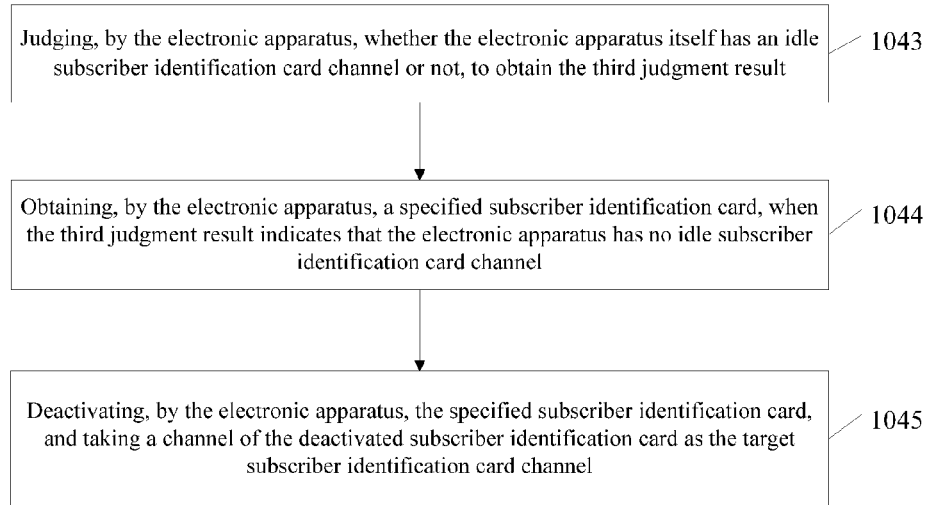 Judging, by the electronic apparatus, whether the electronic apparatus itself has an idle
subscriber identification card channel or not, to obtain the third judgment result
1043
Obtaining, by the electronic apparatus, a specified subscriber identification card, when
the third judgment result indicates that the electronic apparatus has no idle subscriber
identification card channel
1044
Deactivating, by the electronic apparatus, the specified subscriber identification card,
and taking a channel of the deactivated subscriber identification card as the target
subscriber identification card channel
1045